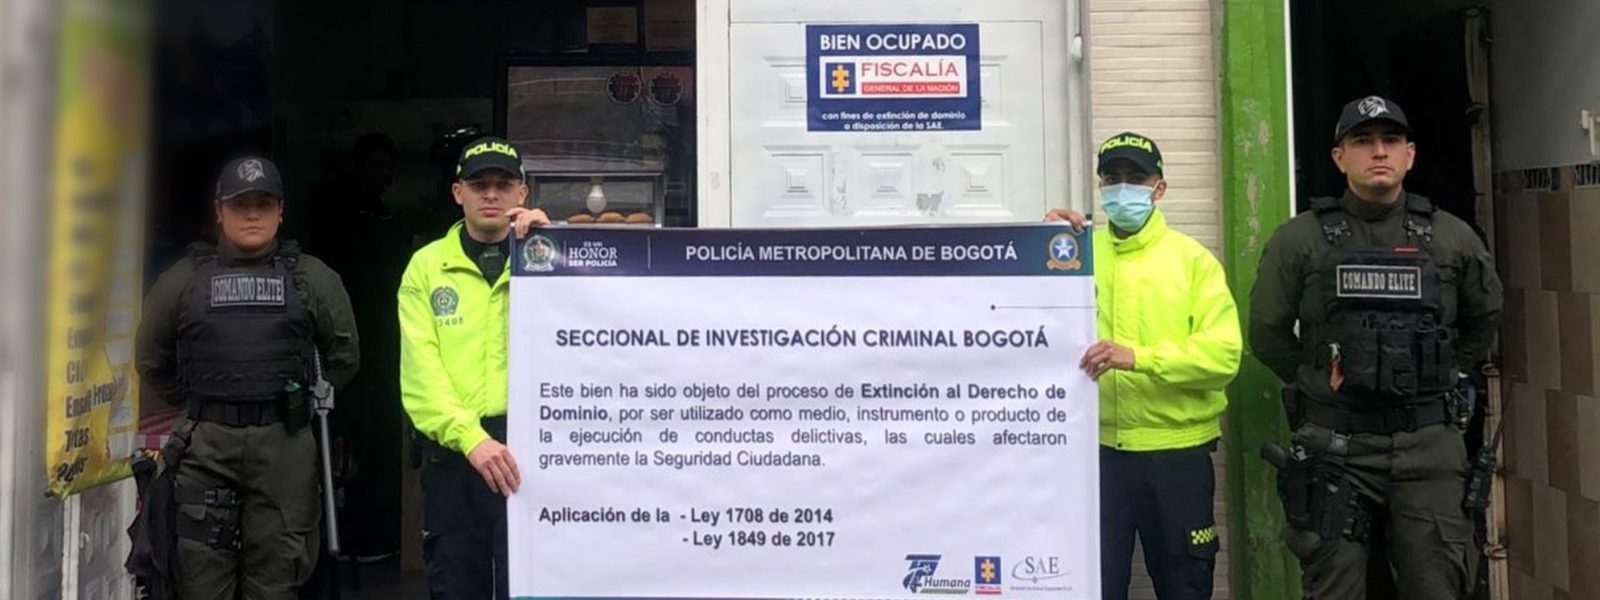 BIEN OCUPADO
FISCALÍA
GENERAL DE LA NACIÓN
con fines de extinción de dominio
a disposición de la SAE.
POLICÍA
POLICÍA
COMANDO ELITE
COMANDO ELITE
ES UN
HONOR
SER POLICÍA
POLICÍA METROPOLITANA DE BOGOTÁ
SECCIONAL DE INVESTIGACIÓN CRIMINAL BOGOTÁ
Este bien ha sido objeto del proceso de Extinción al Derecho de
Dominio, por ser utilizado como medio, instrumento o producto de
la ejecución de conductas delictivas, las cuales afectaron
gravemente la Seguridad Ciudadana.
Aplicación de la - Ley 1708 de 2014
- Ley 1849 de 2017
Humana
FISCALÍA
SAE